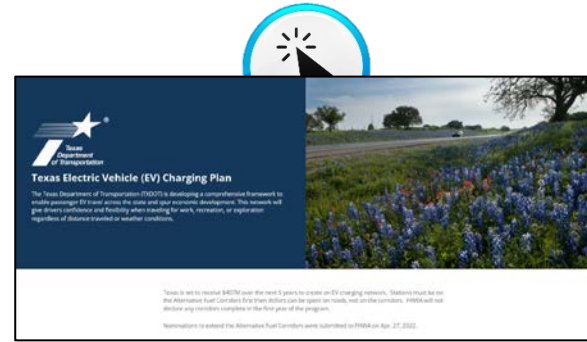 Texas
Department
of Transportation
Texas Electric Vehicle (EV) Charging Plan
The Texas Department of Transportation (TXDOT) is developing a comprehensive framework to
enable passenger EV travel across the state and spur economic development. This network will
give drivers confidence and flexibility when traveling for work, recreation, or exploration
regardless of distance traveled or weather conditions.
Texas is set to receive $407M over the next 5 years to create an EV charging network. Stations must be on
the Alternative Fuel Corridors first then dollars can be spent on roads, not on the corridors. FHWA will not
declare any corridors complete in the first year of the program.
Nominations to extend the Alternative Fuel Corridors were submitted to FHWA on Apr. 27, 2022.